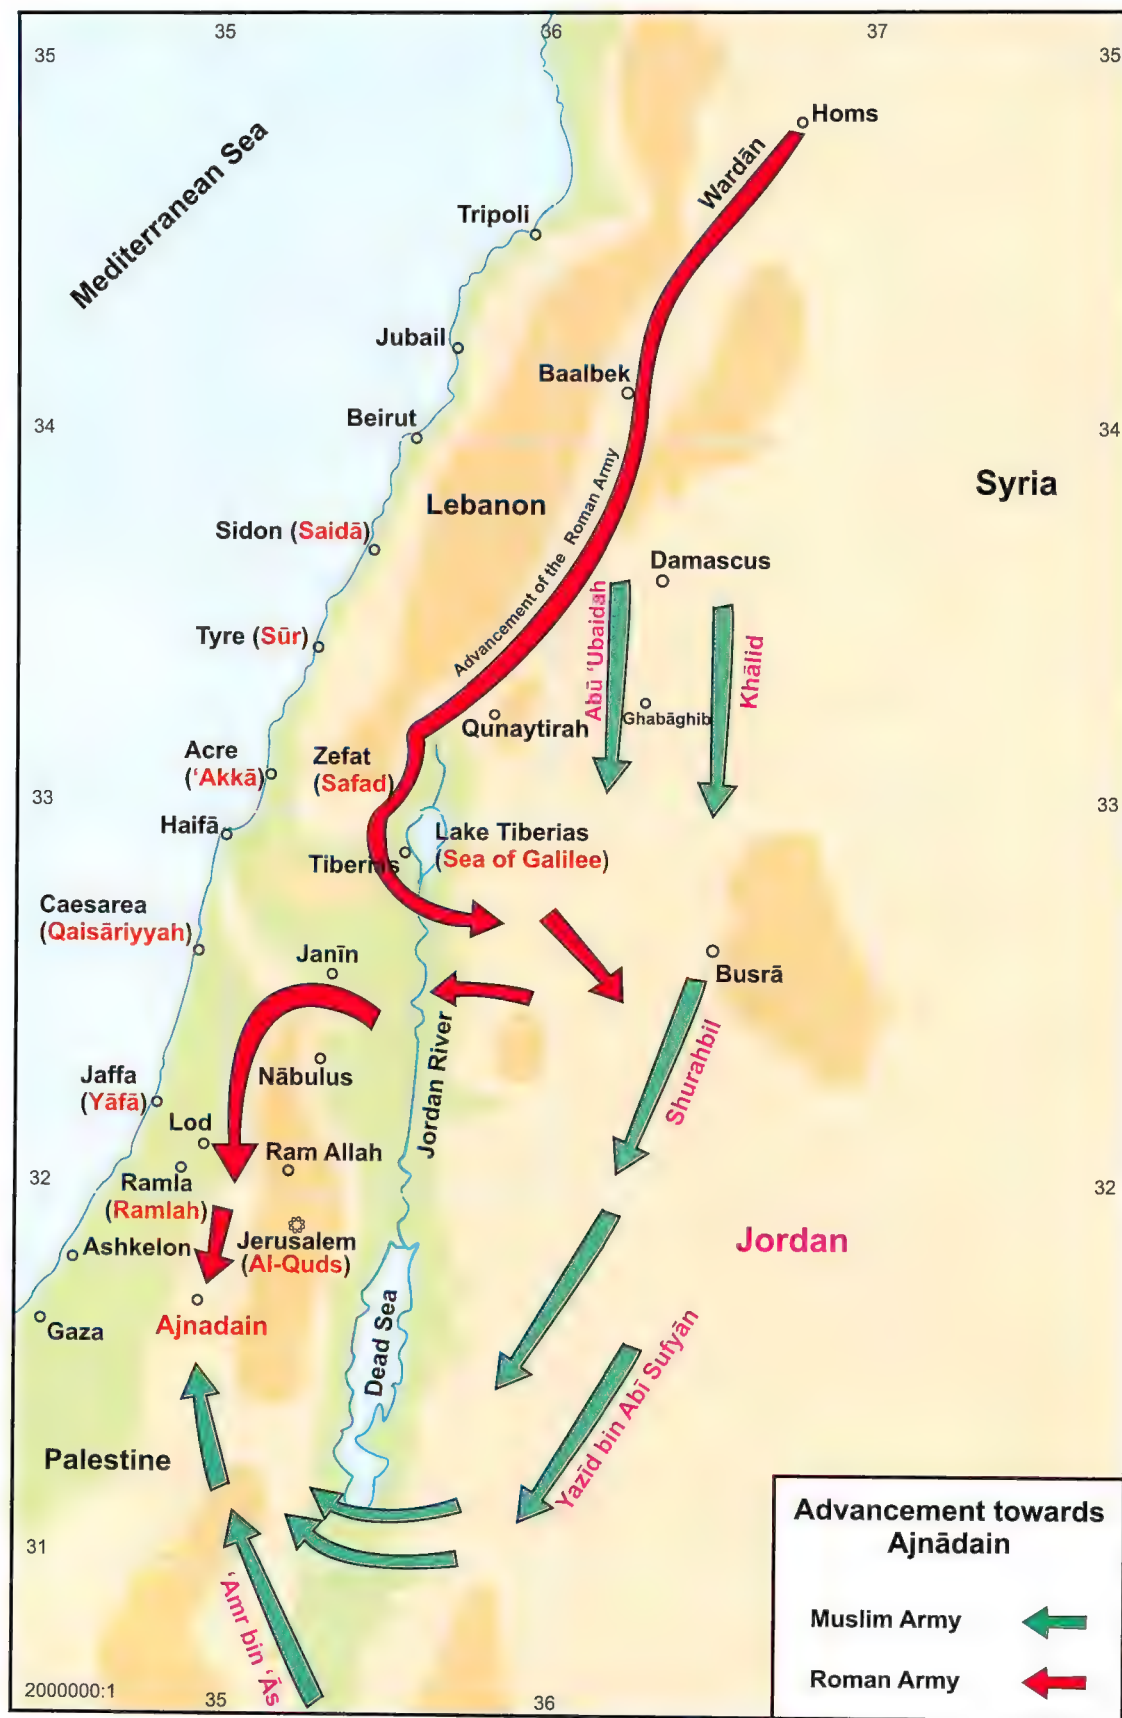 35
36
37
35
35
Homs
Wardān
Mediterranean Sea
Tripoli
Jubail
Baalbek
Beirut
34
34
Syria
Lebanon
Advancement of the Roman Army
Sidon (Saidā)
Damascus
Tyre (Sūr)
Abū ‘Ubaidah
Khālid
Ghabāghib
Qunaytirah
Acre
(‘Akkā)
Zefat
(Safad)
33
33
Haifā
Lake Tiberias
(Sea of Galilee)
Tiberias
Caesarea
(Qaisāriyyah)
Janīn
Busrā
Jordan River
Shurahbil
Nābulus
Jaffa
(Yāfā)
Lod
Ram Allah
32
32
Ramla
(Ramlah)
Jerusalem
(Al-Quds)
Ashkelon
Jordan
Ajnadain
Gaza
Dead Sea
Yazīd bin Abī Sufyān
Palestine
31
‘Amr bin ‘Ās
Advancement towards
Ajnādain
Muslim Army
Roman Army
2000000:1
35
36